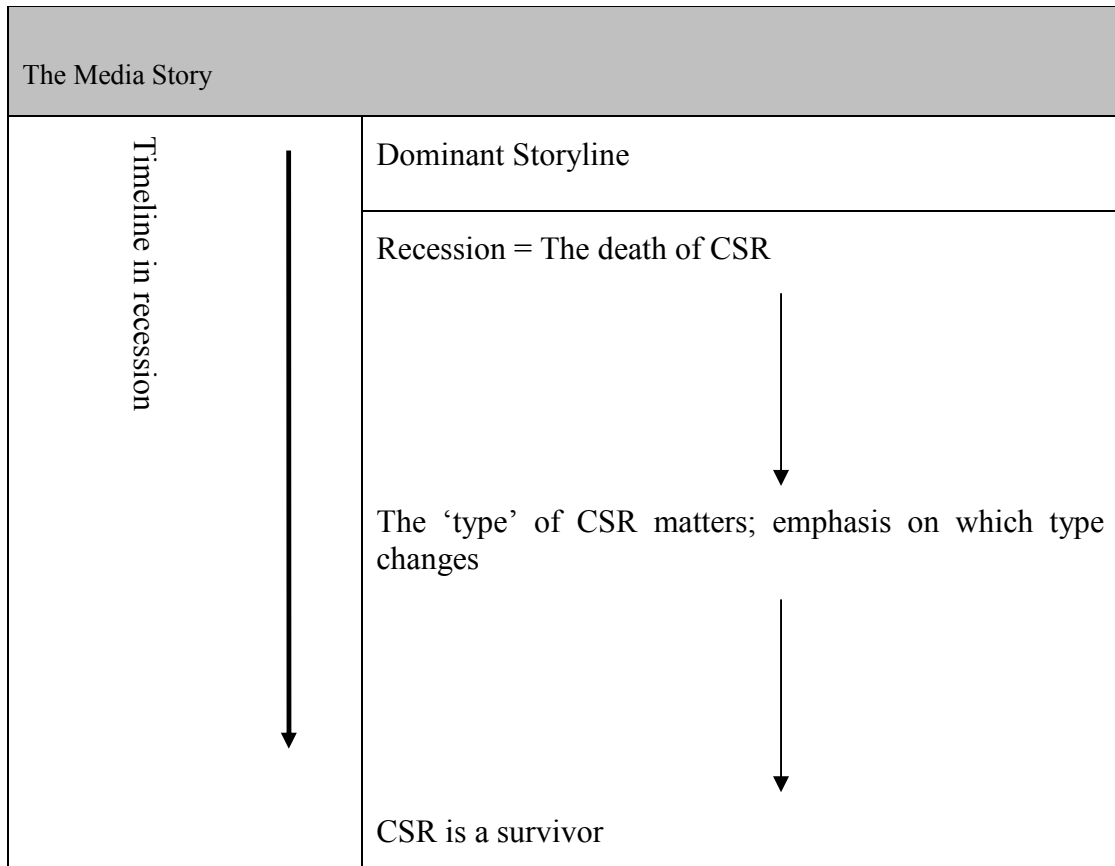 The Media Story
Timeline in recession
Dominant Storyline
Recession = The death of CSR
The ‘type’ of CSR matters; emphasis on which type
changes
CSR is a survivor